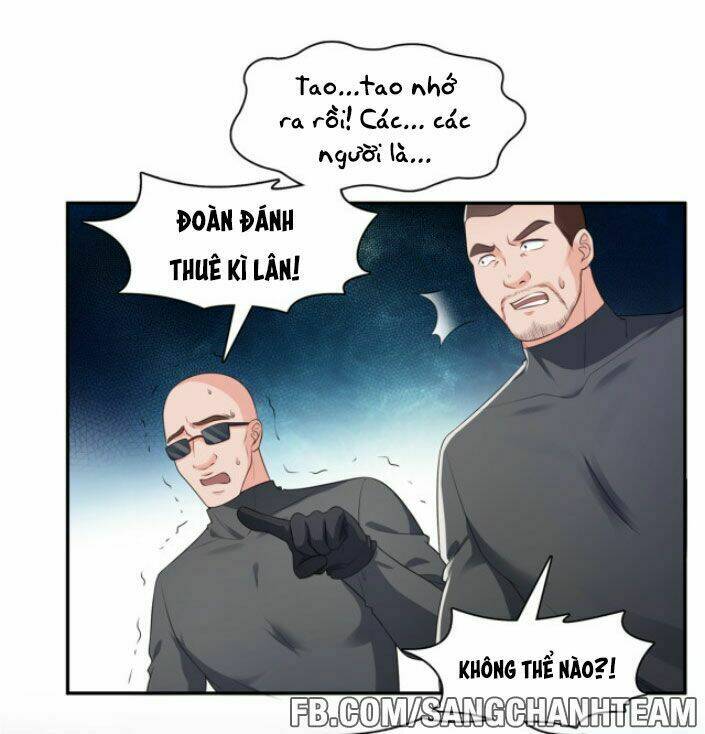 Tao...tao nhớ
ra rồi! Các... các
người là...
ĐOÀN ĐÁNH
THUÊ KÌ LÂN!
KHÔNG THỂ NÀO?!
FB.COM/SANGCHANHTEAM